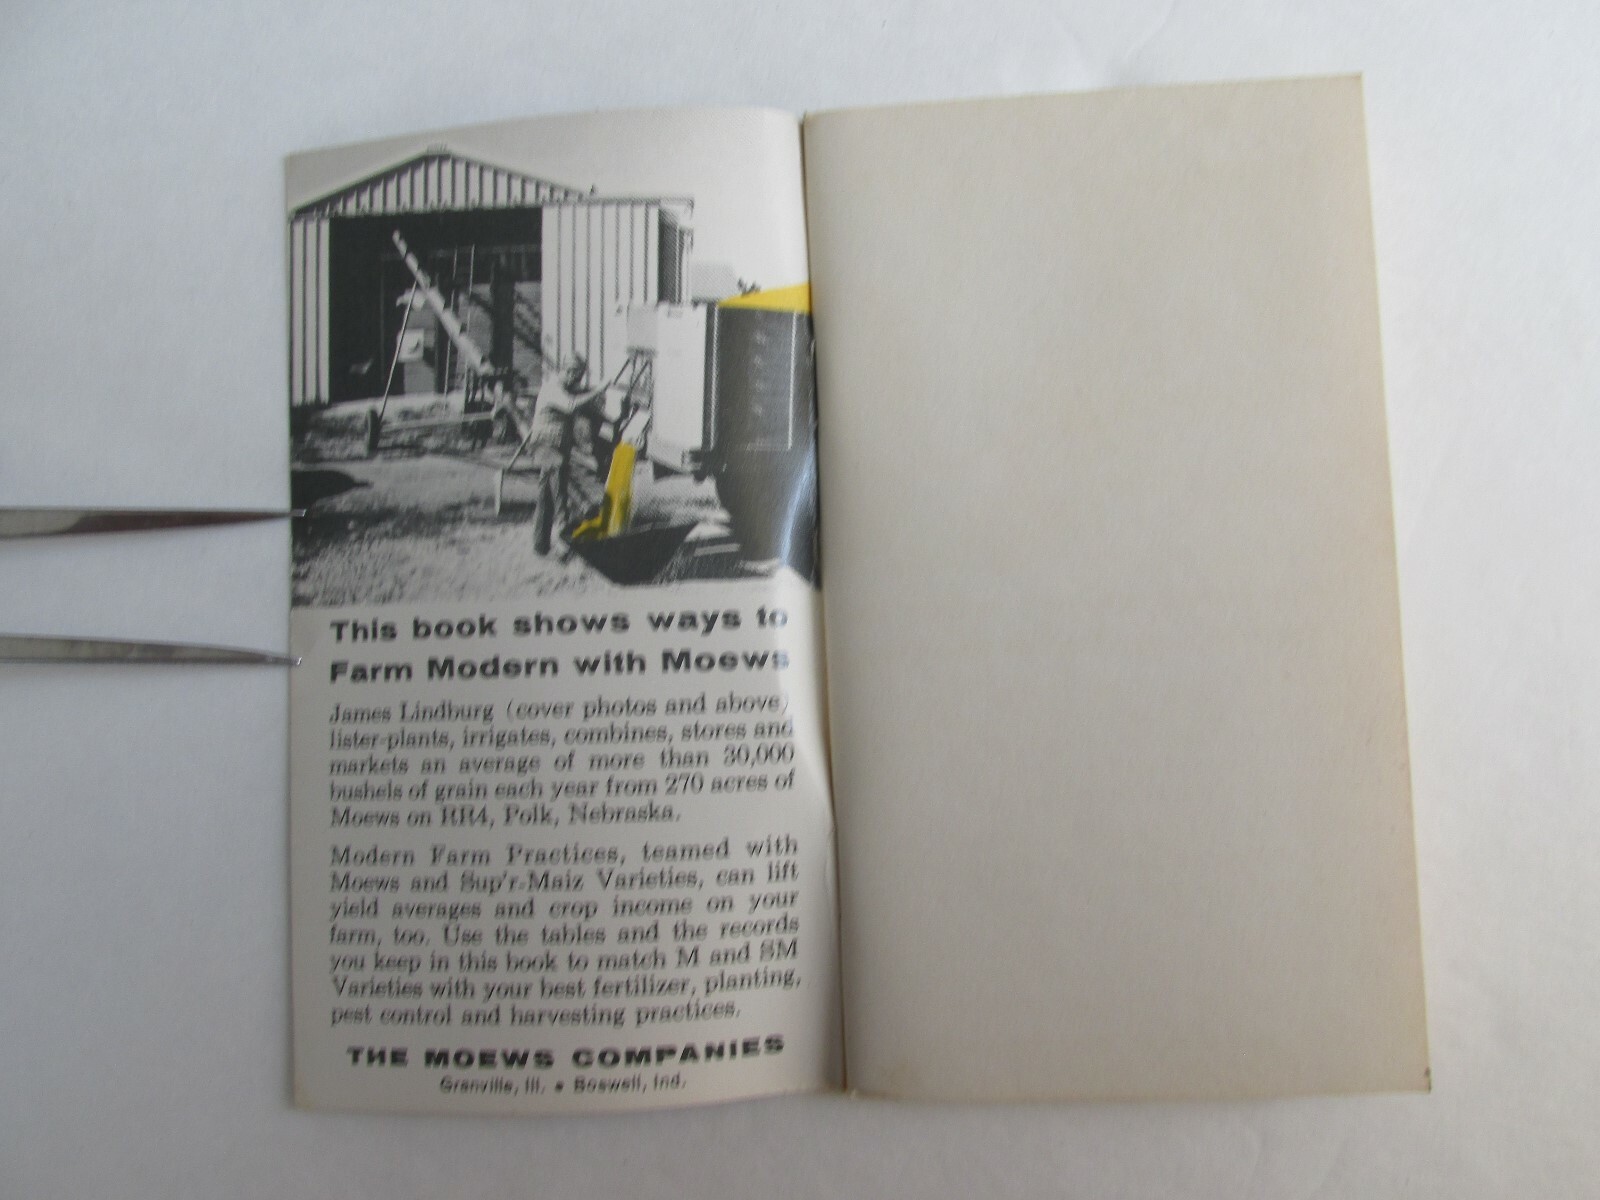 This book shows ways to
Farm Modern with Moews
James Lindburg (cover photos and above)
lister-plants, irrigates, combines, stores and
markets an average of more than 30,000
bushels of grain each year from 270 acres of
Moews on RR4, Polk, Nebraska.
Modern Farm Practices, teamed with
Moews and Sup'r-Maiz Varieties, can lift
yield averages and crop income on your
farm, too. Use the tables and the records
you keep in this book to match M and SM
Varieties with your best fertilizer, planting,
pest control and harvesting practices.
THE MOEWS COMPANIES
Granville, Ill. • Boswell, Ind.